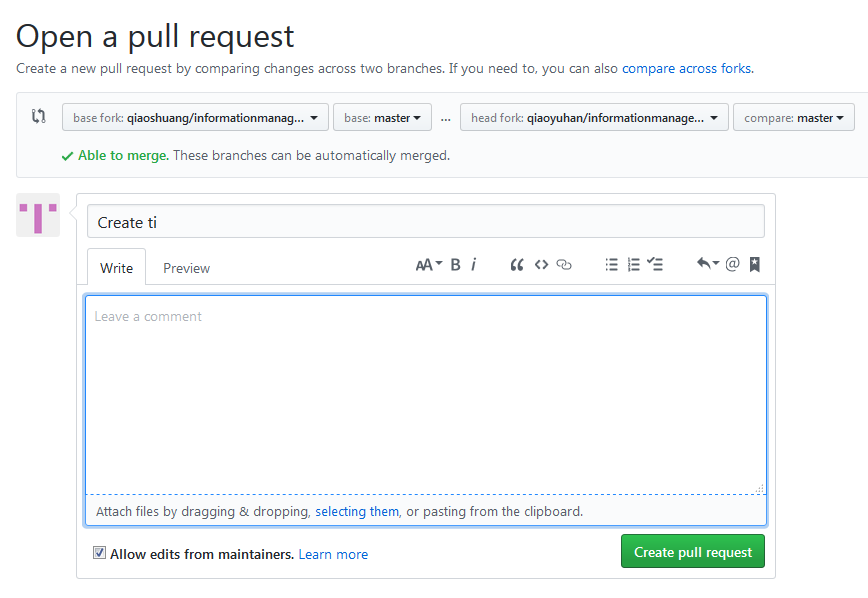 Open a pull request
Create a new pull request by comparing changes across two branches. If you need to, you can also compare across forks.
base fork: qiaoshuang/informationmanag... base: master ... head fork: qiaoyuhan/informationmanage... compare: master
Able to merge. These branches can be automatically merged.
Create ti
Write Preview AA B i @
Leave a comment
Attach files by dragging & dropping, selecting them, or pasting from the clipboard.
Allow edits from maintainers. Learn more Create pull request